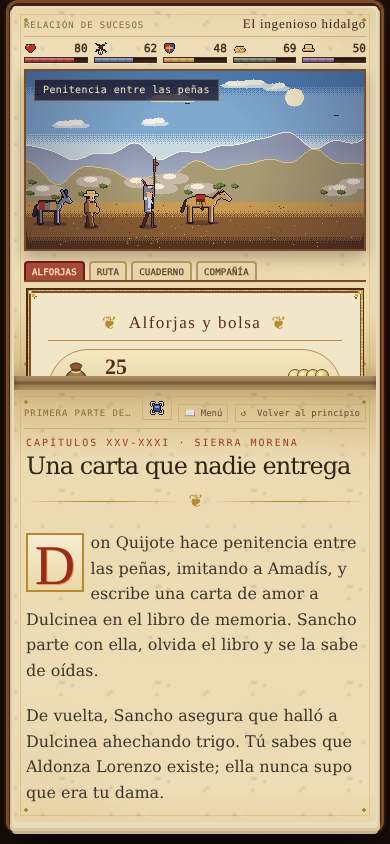 RELACIÓN DE SUCESOS
El ingenioso hidalgo
80 62 48 69 50
Penitencia entre las peñas
ALFORJAS RUTA CUADERNO COMPAÑÍA
Alforjas y bolsa
25
PRIMERA PARTE DE… Menú Volver al principio
CAPÍTULOS XXV-XXXI · SIERRA MORENA
Una carta que nadie entrega
Don Quijote hace penitencia entre
las peñas, imitando a Amadís, y
escribe una carta de amor a
Dulcinea en el libro de memoria. Sancho
parte con ella, olvida el libro y se la sabe
de oídas.
De vuelta, Sancho asegura que halló a
Dulcinea ahechando trigo. Tú sabes que
Aldonza Lorenzo existe; ella nunca supo
que era tu dama.